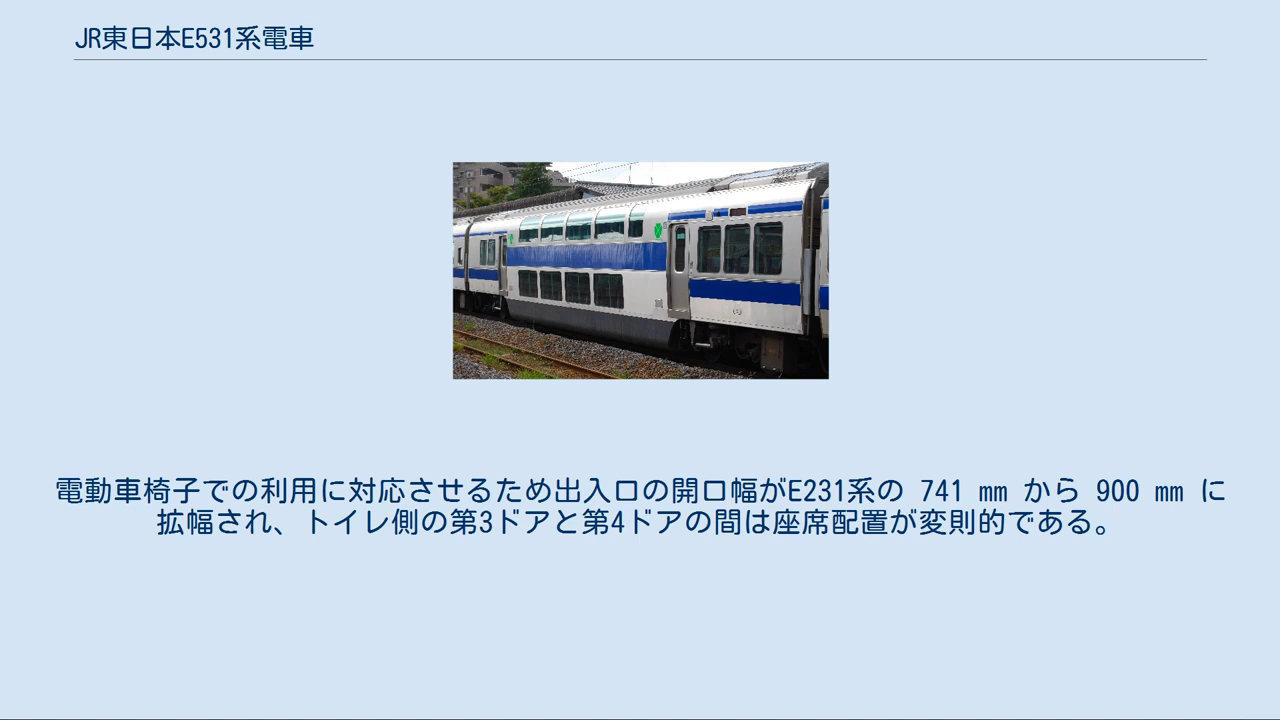 JR東日本E531系電車
電動車椅子での利用に対応させるため出入口の開口幅がE231系の 741 mm から 900 mm に
拡幅され、トイレ側の第3ドアと第4ドアの間は座席配置が変則的である。